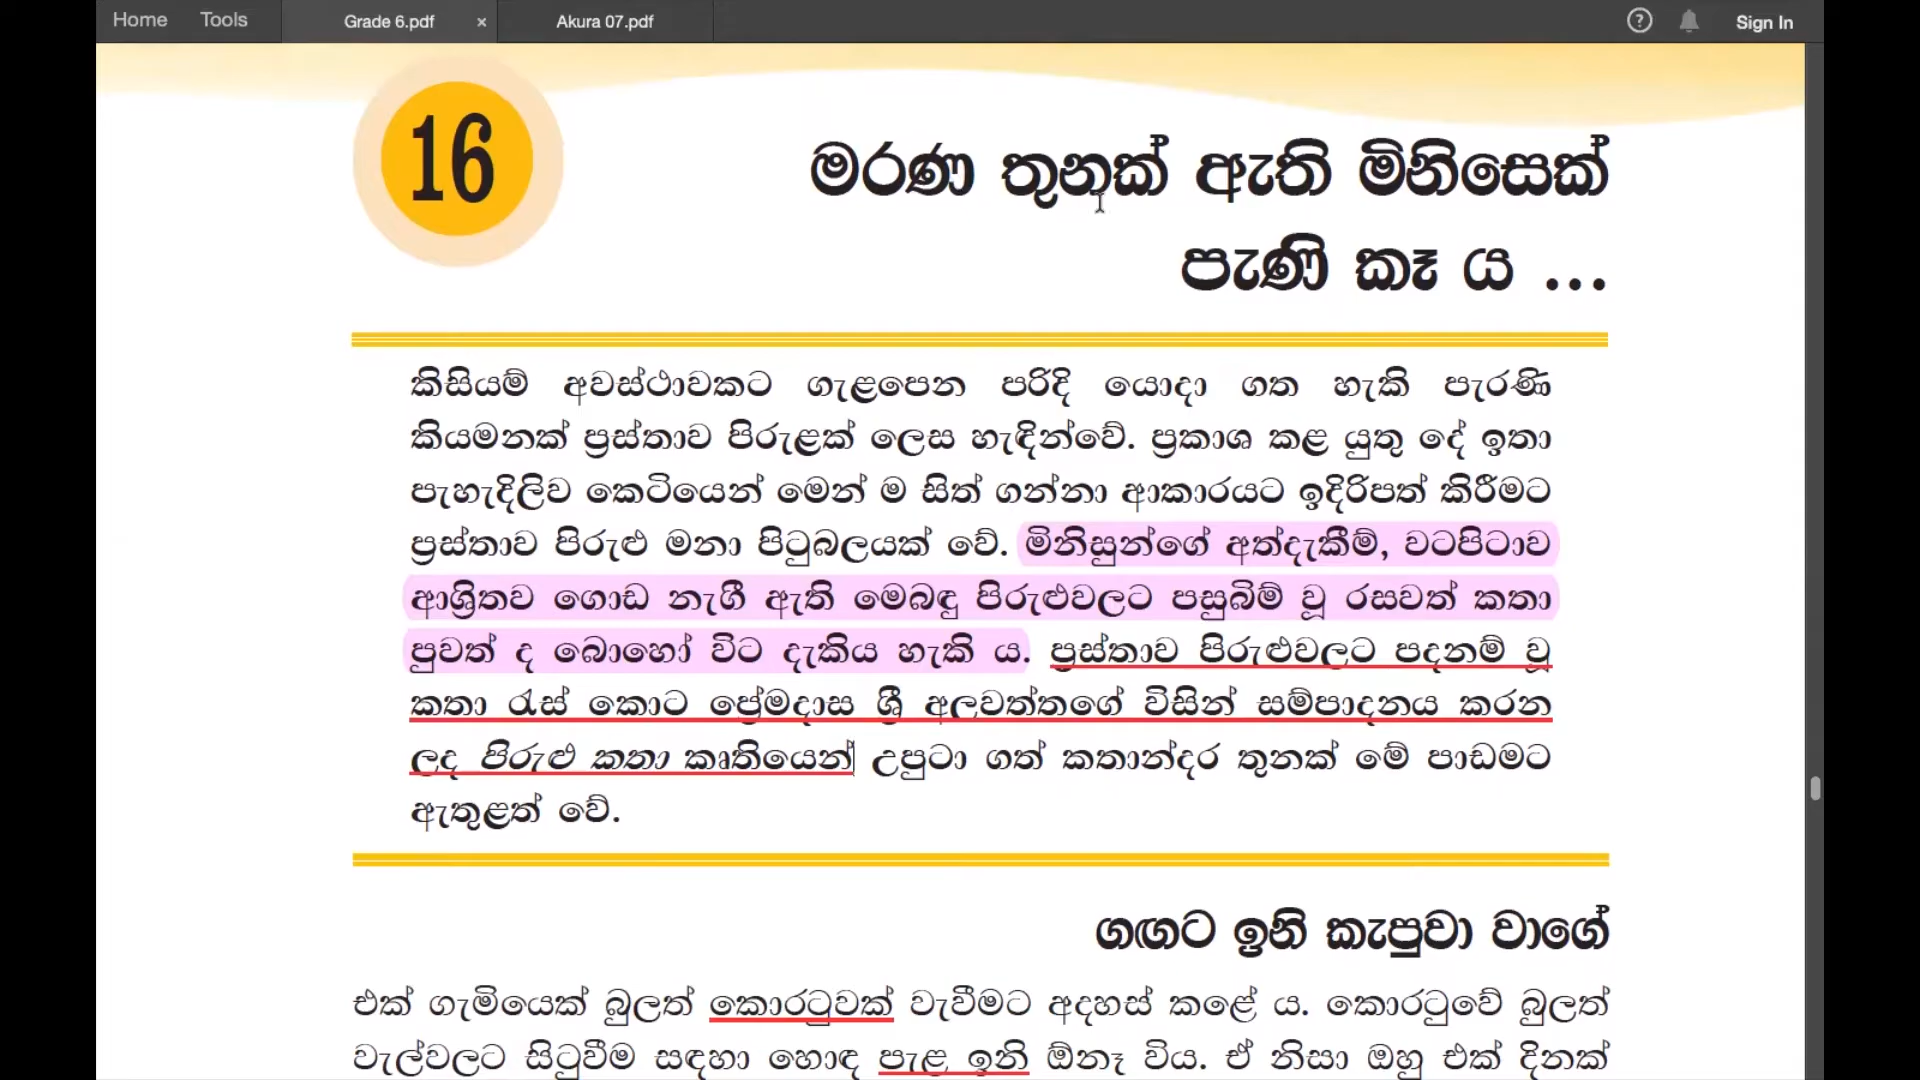 Home Tools Grade 6.pdf × Akura 07.pdf ? Sign In
16
මරණ තුනක් ඇති මිනිසෙක්
පැණි කෑ ය ...
කිසියම් අවස්ථාවකට ගැළපෙන පරිදි යොදා ගත හැකි පැරණි
කියමනක් ප්‍රස්තාව පිරුළක් ලෙස හැඳින්වේ. ප්‍රකාශ කළ යුතු දේ ඉතා
පැහැදිලිව කෙටියෙන් මෙන් ම සිත් ගන්නා ආකාරයට ඉදිරිපත් කිරීමට
ප්‍රස්තාව පිරුළු මනා පිටුබලයක් වේ. මිනිසුන්ගේ අත්දැකීම්, වටපිටාව
ආශ්‍රිතව ගොඩ නැගී ඇති මෙබඳු පිරුළුවලට පසුබිම් වූ රසවත් කතා
පුවත් ද බොහෝ විට දැකිය හැකි ය. ප්‍රස්තාව පිරුළුවලට පදනම් වූ
කතා රැස් කොට ප්‍රේමදාස ශ්‍රී අලවත්තගේ විසින් සම්පාදනය කරන
ලද පිරුළු කතා කෘතියෙන් උපුටා ගත් කතාන්දර තුනක් මේ පාඩමට
ඇතුළත් වේ.
ගඟට ඉනි කැපුවා වාගේ
එක් ගැමියෙක් බුලත් කොරටුවක් වැවීමට අදහස් කළේ ය. කොරටුවේ බුලත්
වැල්වලට සිටුවීම සඳහා හොඳ පැළ ඉනි ඕනෑ විය. ඒ නිසා ඔහු එක් දිනක්